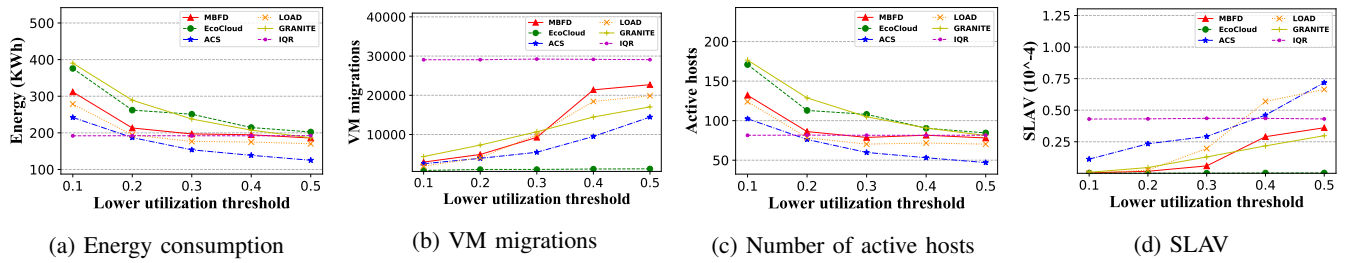 500
400
300
200
100
Energy (KWh)
MBFD
EcoCloud
ACS
LOAD
GRANITE
IQR
0.1 0.2 0.3 0.4 0.5
Lower utilization threshold
(a) Energy consumption
40000
30000
20000
10000
VM migrations
MBFD
EcoCloud
ACS
LOAD
GRANITE
IQR
0.1 0.2 0.3 0.4 0.5
Lower utilization threshold
(b) VM migrations
200
150
100
50
Active hosts
MBFD
EcoCloud
ACS
LOAD
GRANITE
IQR
0.1 0.2 0.3 0.4 0.5
Lower utilization threshold
(c) Number of active hosts
1.25
1.0
0.75
0.50
0.25
SLAV (10^-4)
MBFD
EcoCloud
ACS
LOAD
GRANITE
IQR
0.1 0.2 0.3 0.4 0.5
Lower utilization threshold
(d) SLAV